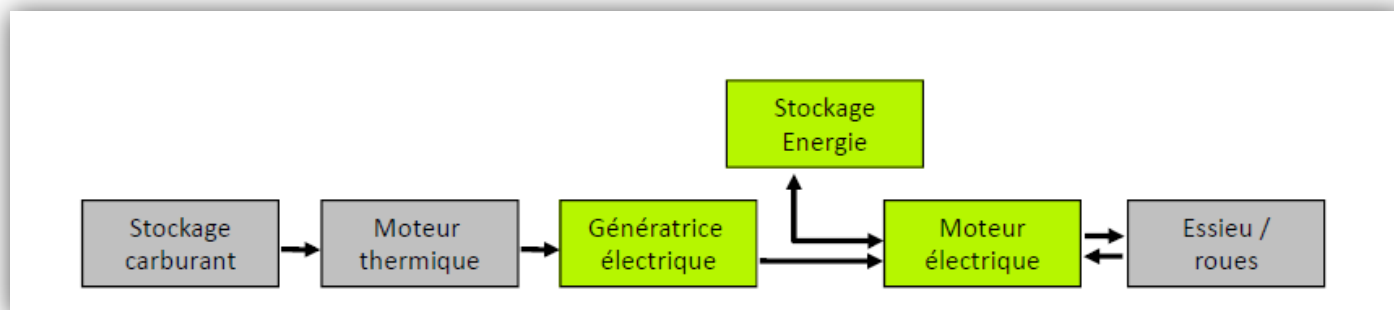 Stockage
Energie
Stockage
carburant
Moteur
thermique
Génératrice
électrique
Moteur
électrique
Essieu /
roues